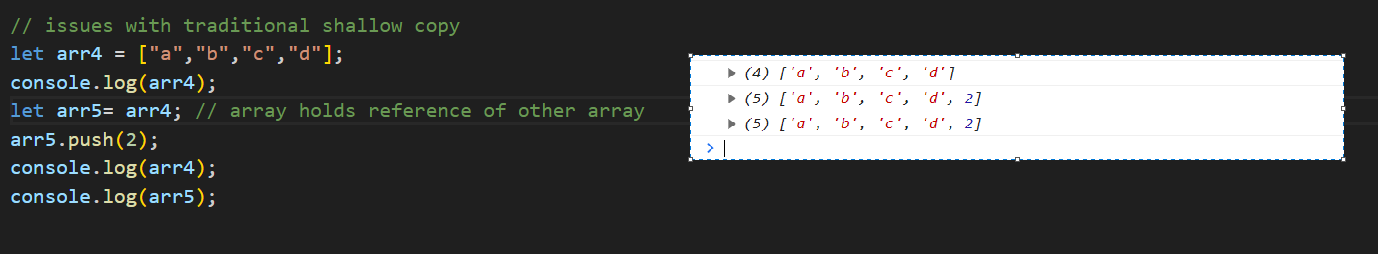 // issues with traditional shallow copy
let arr4 = ["a","b","c","d"];
console.log(arr4);
let arr5= arr4; // array holds reference of other array
arr5.push(2);
console.log(arr4);
console.log(arr5);
(4) ['a', 'b', 'c', 'd']
(5) ['a', 'b', 'c', 'd', 2]
(5) ['a', 'b', 'c', 'd', 2]